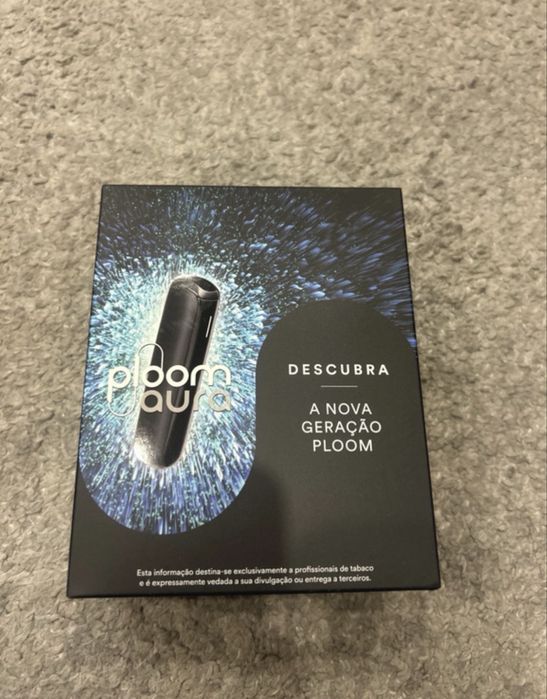 ploom
aura
DESCUBRA
A NOVA
GERAÇÃO
PLOOM
Esta informação destina-se exclusivamente a profissionais de tabaco
e é expressamente vedada a sua divulgação ou entrega a terceiros.